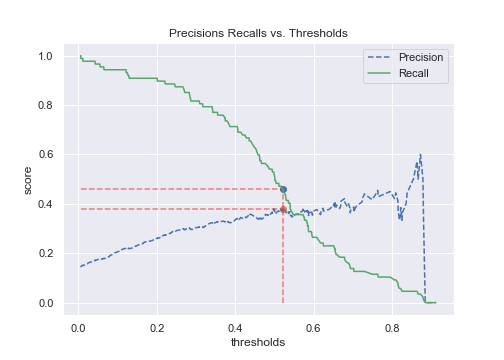 Precisions Recalls vs. Thresholds
1.0
Precision
Recall
0.8
0.6
score
0.4
0.2
0.0
0.0 0.2 0.4 0.6 0.8
thresholds